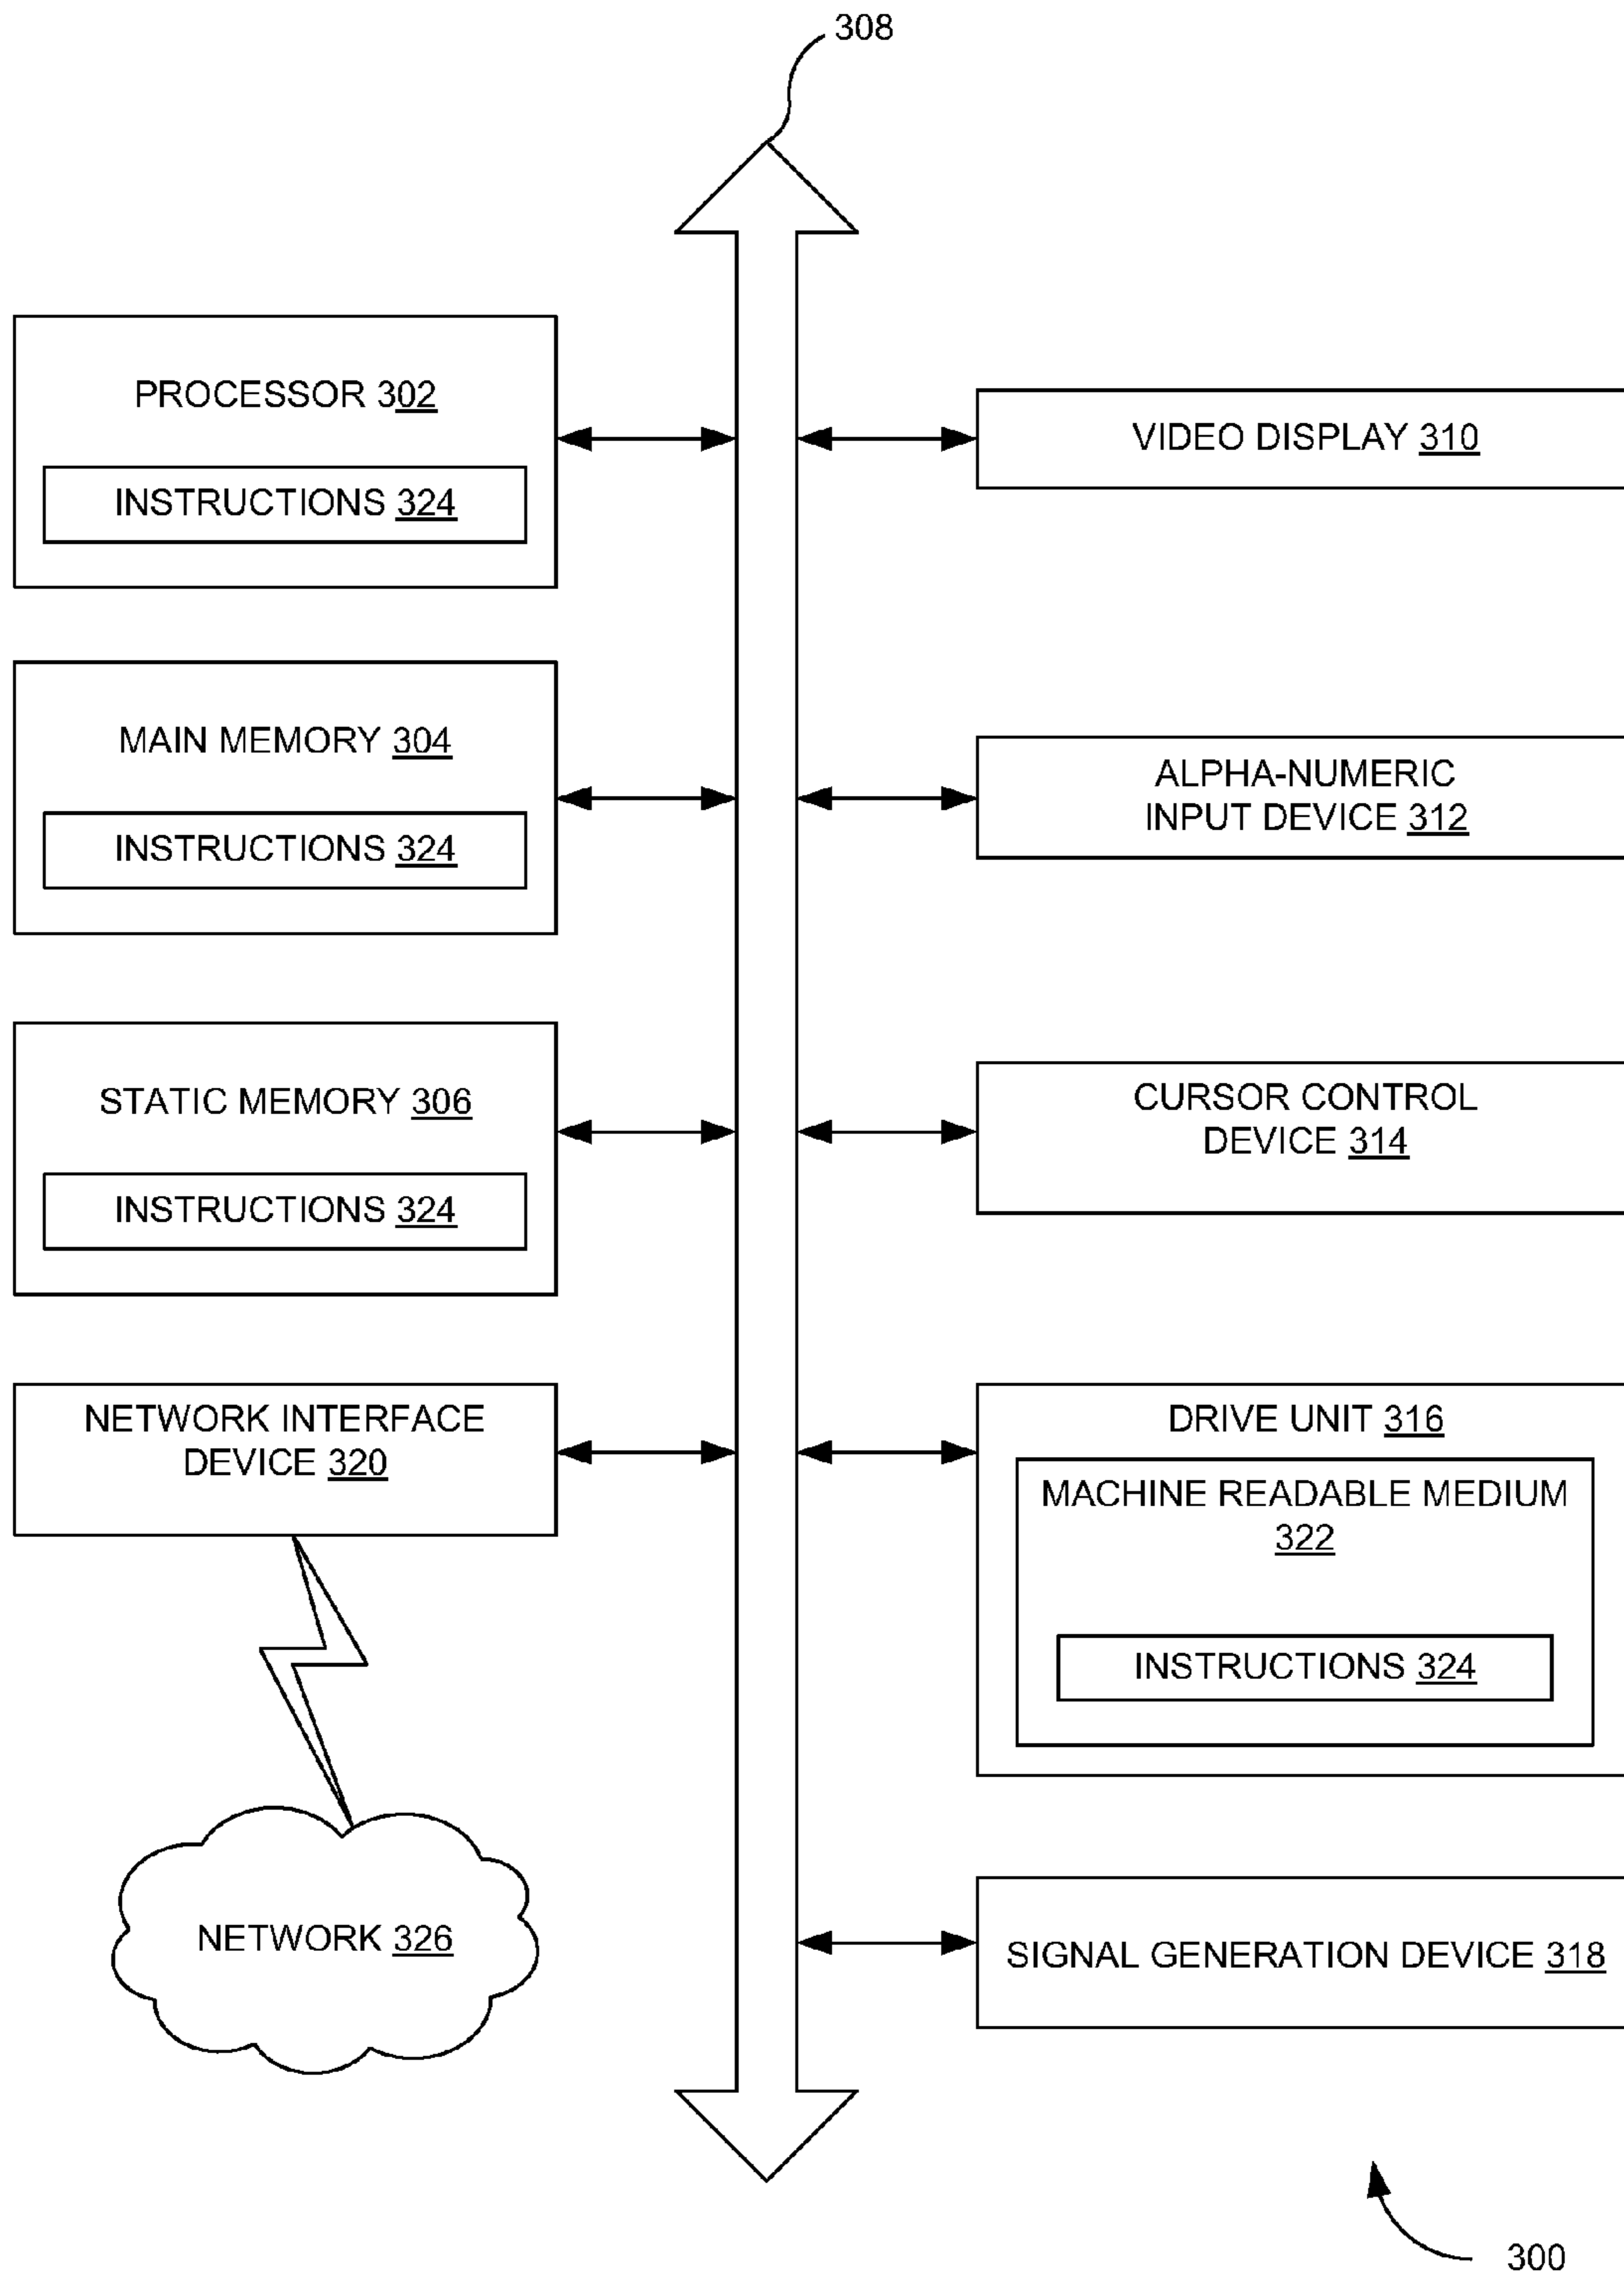 308
PROCESSOR 302
INSTRUCTIONS 324
MAIN MEMORY 304
INSTRUCTIONS 324
STATIC MEMORY 306
INSTRUCTIONS 324
NETWORK INTERFACE
DEVICE 320
NETWORK 326
VIDEO DISPLAY 310
ALPHA-NUMERIC
INPUT DEVICE 312
CURSOR CONTROL
DEVICE 314
DRIVE UNIT 316
MACHINE READABLE MEDIUM
322
INSTRUCTIONS 324
SIGNAL GENERATION DEVICE 318
300